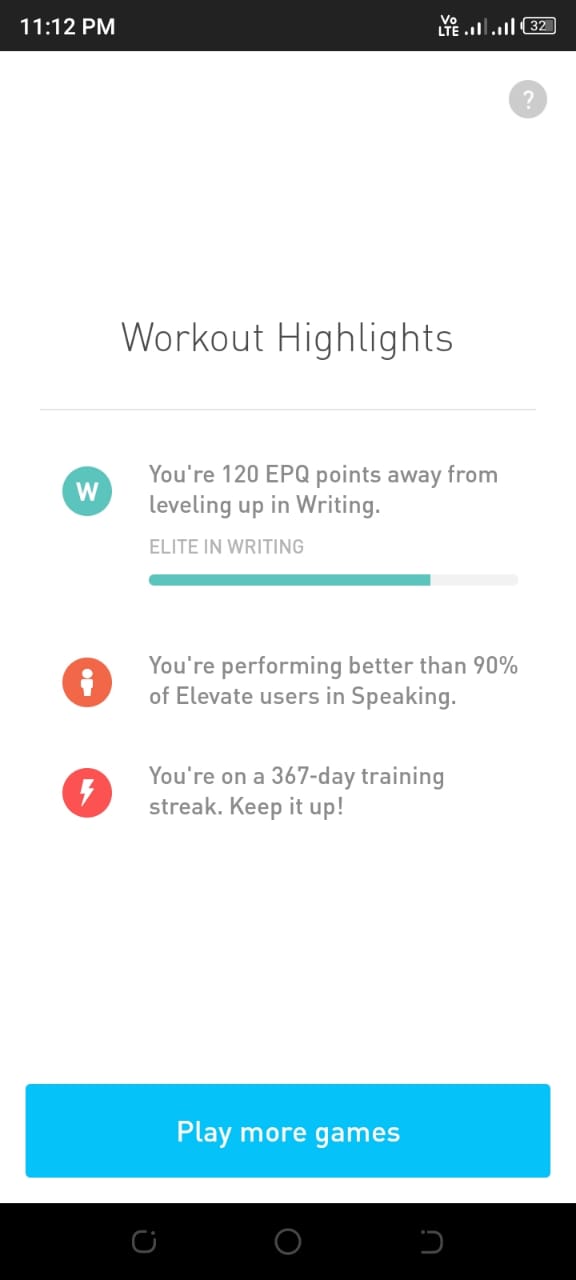 11:12 PM
Vo
LTE
32
?
Workout Highlights
W
You're 120 EPQ points away from
leveling up in Writing.
ELITE IN WRITING
You're performing better than 90%
of Elevate users in Speaking.
You're on a 367-day training
streak. Keep it up!
Play more games